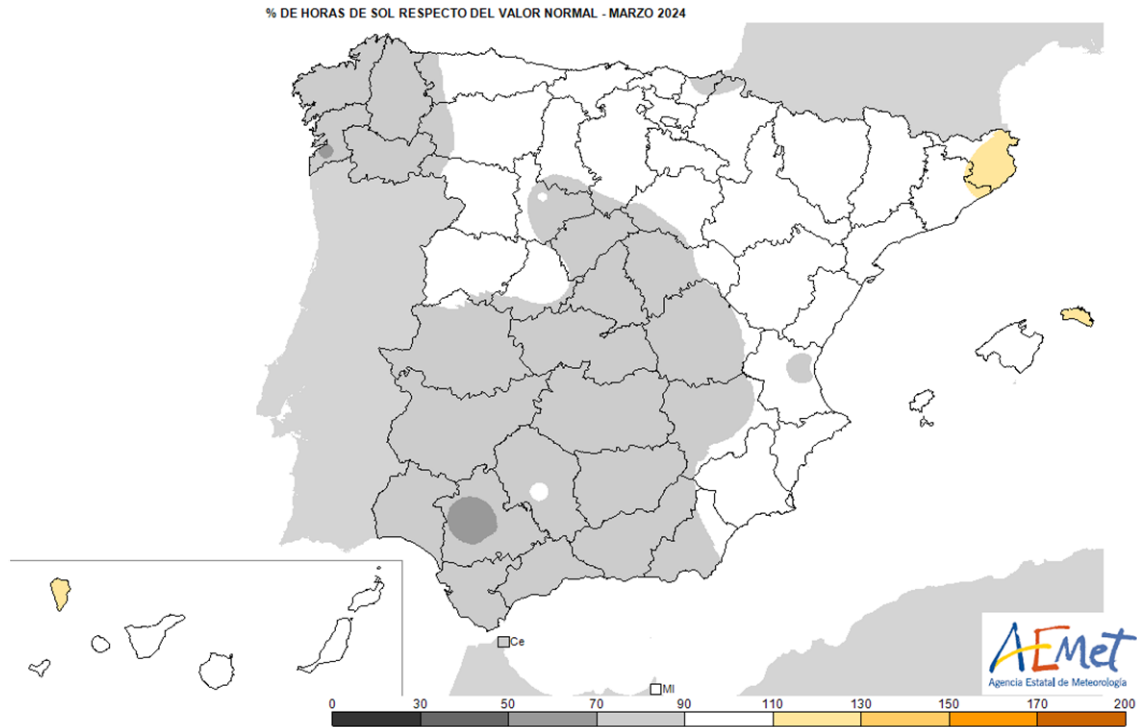 % DE HORAS DE SOL RESPECTO DEL VALOR NORMAL - MARZO 2024
Ce
Ml
AEMet
Agencia Estatal de Meteorología
0 30 50 70 90 110 130 150 170 200